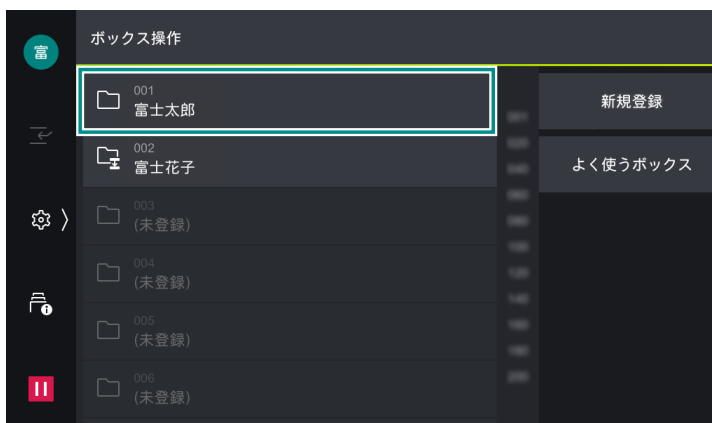 富
ボックス操作
001
富士太郎
002
富士花子
003
(未登録)
004
(未登録)
005
(未登録)
006
(未登録)
新規登録
よく使うボックス